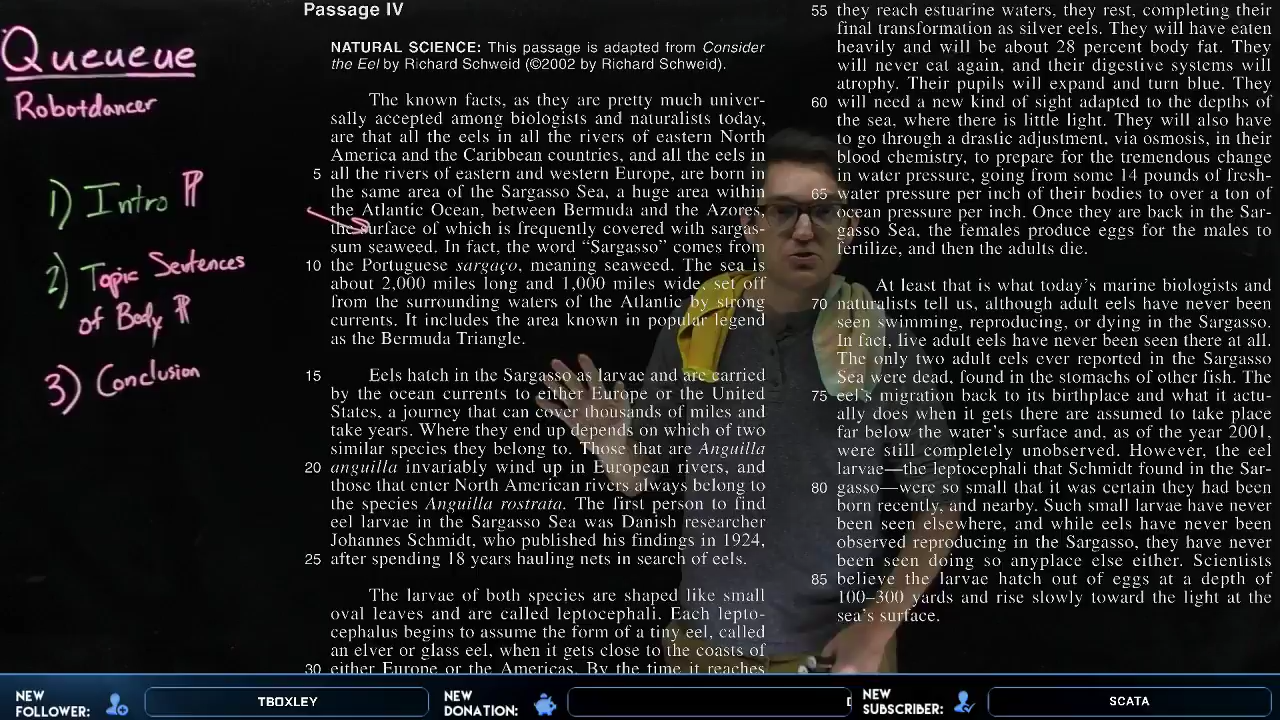 Queueue
Robotdancer
1) Intro ¶
2) Topic Sentences
of Body ¶
3) Conclusion
Passage IV
NATURAL SCIENCE: This passage is adapted from Consider
the Eel by Richard Schweid (©2002 by Richard Schweid).
The known facts, as they are pretty much univer-
sally accepted among biologists and naturalists today,
are that all the eels in all the rivers of eastern North
America and the Caribbean countries, and all the eels in
5 all the rivers of eastern and western Europe, are born in
the same area of the Sargasso Sea, a huge area within
the Atlantic Ocean, between Bermuda and the Azores,
the surface of which is frequently covered with sargas-
sum seaweed. In fact, the word “Sargasso” comes from
10 the Portuguese sargaço, meaning seaweed. The sea is
about 2,000 miles long and 1,000 miles wide, set off
from the surrounding waters of the Atlantic by strong
currents. It includes the area known in popular legend
as the Bermuda Triangle.
15 Eels hatch in the Sargasso as larvae and are carried
by the ocean currents to either Europe or the United
States, a journey that can cover thousands of miles and
take years. Where they end up depends on which of two
similar species they belong to. Those that are Anguilla
20 anguilla invariably wind up in European rivers, and
those that enter North American rivers always belong to
the species Anguilla rostrata. The first person to find
eel larvae in the Sargasso Sea was Danish researcher
Johannes Schmidt, who published his findings in 1924,
25 after spending 18 years hauling nets in search of eels.
The larvae of both species are shaped like small
oval leaves and are called leptocephali. Each lepto-
cephalus begins to assume the form of a tiny eel, called
an elver or glass eel, when it gets close to the coasts of
30 either Europe or the Americas. By the time it reaches
55 they reach estuarine waters, they rest, completing their
final transformation as silver eels. They will have eaten
heavily and will be about 28 percent body fat. They
will never eat again, and their digestive systems will
atrophy. Their pupils will expand and turn blue. They
60 will need a new kind of sight adapted to the depths of
the sea, where there is little light. They will also have
to go through a drastic adjustment, via osmosis, in their
blood chemistry, to prepare for the tremendous change
in water pressure, going from some 14 pounds of fresh-
65 water pressure per inch of their bodies to over a ton of
ocean pressure per inch. Once they are back in the Sar-
gasso Sea, the females produce eggs for the males to
fertilize, and then the adults die.
At least that is what today’s marine biologists and
70 naturalists tell us, although adult eels have never been
seen swimming, reproducing, or dying in the Sargasso.
In fact, live adult eels have never been seen there at all.
The only two adult eels ever reported in the Sargasso
Sea were dead, found in the stomachs of other fish. The
75 eel’s migration back to its birthplace and what it actu-
ally does when it gets there are assumed to take place
far below the water’s surface and, as of the year 2001,
were still completely unobserved. However, the eel
larvae—the leptocephali that Schmidt found in the Sar-
80 gasso—were so small that it was certain they had been
born recently, and nearby. Such small larvae have never
been seen elsewhere, and while eels have never been
observed reproducing in the Sargasso, they have never
been seen doing so anyplace else either. Scientists
85 believe the larvae hatch out of eggs at a depth of
100–300 yards and rise slowly toward the light at the
sea’s surface.
NEW
FOLLOWER:
TBOXLEY
NEW
DONATION:
NEW
SUBSCRIBER:
SCATA